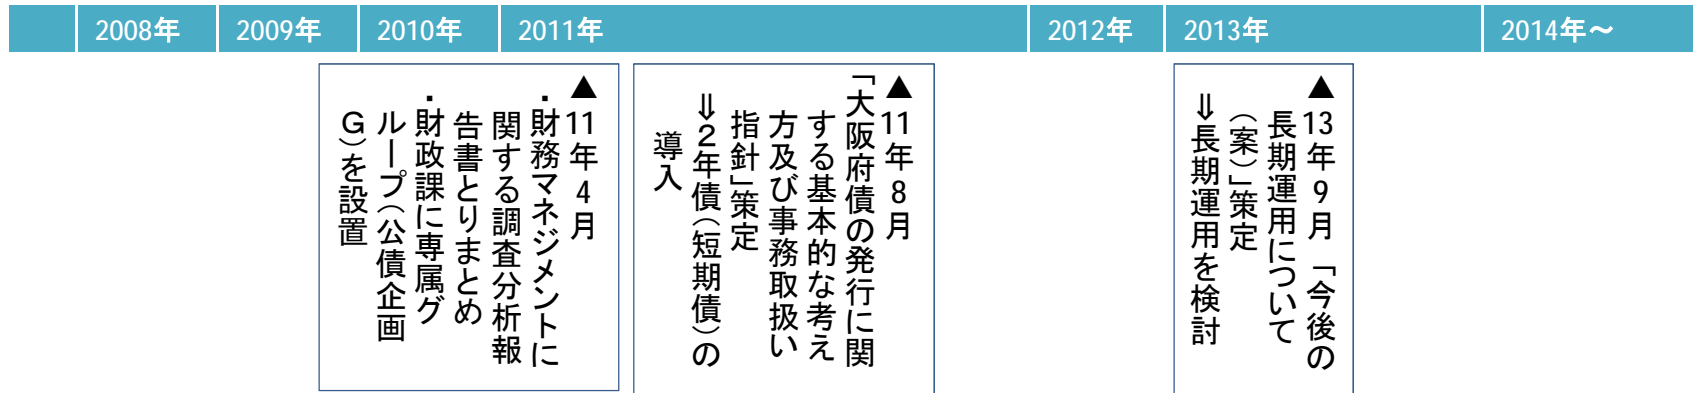 2008年
2009年
2010年
2011年
2012年
2013年
2014年～
▲11年4月
・財務マネジメントに
関する調査分析報
告書とりまとめ
・財政課に専属グ
ループ（公債企画
G）を設置
▲11年8月
「大阪府債の発行に関
する基本的な考え
方及び事務取扱い
指針」策定
⇒2年債（短期債）の
導入
▲13年9月「今後の
長期運用について
（案）」策定
⇒長期運用を検討